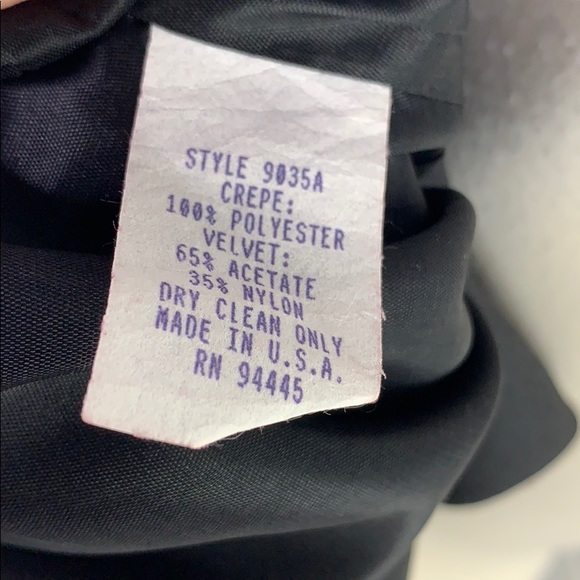 STYLE 9035A
CREPE:
100% POLYESTER
VELVET:
65% ACETATE
35% NYLON
DRY CLEAN ONLY
MADE IN U.S.A.
RN 94445